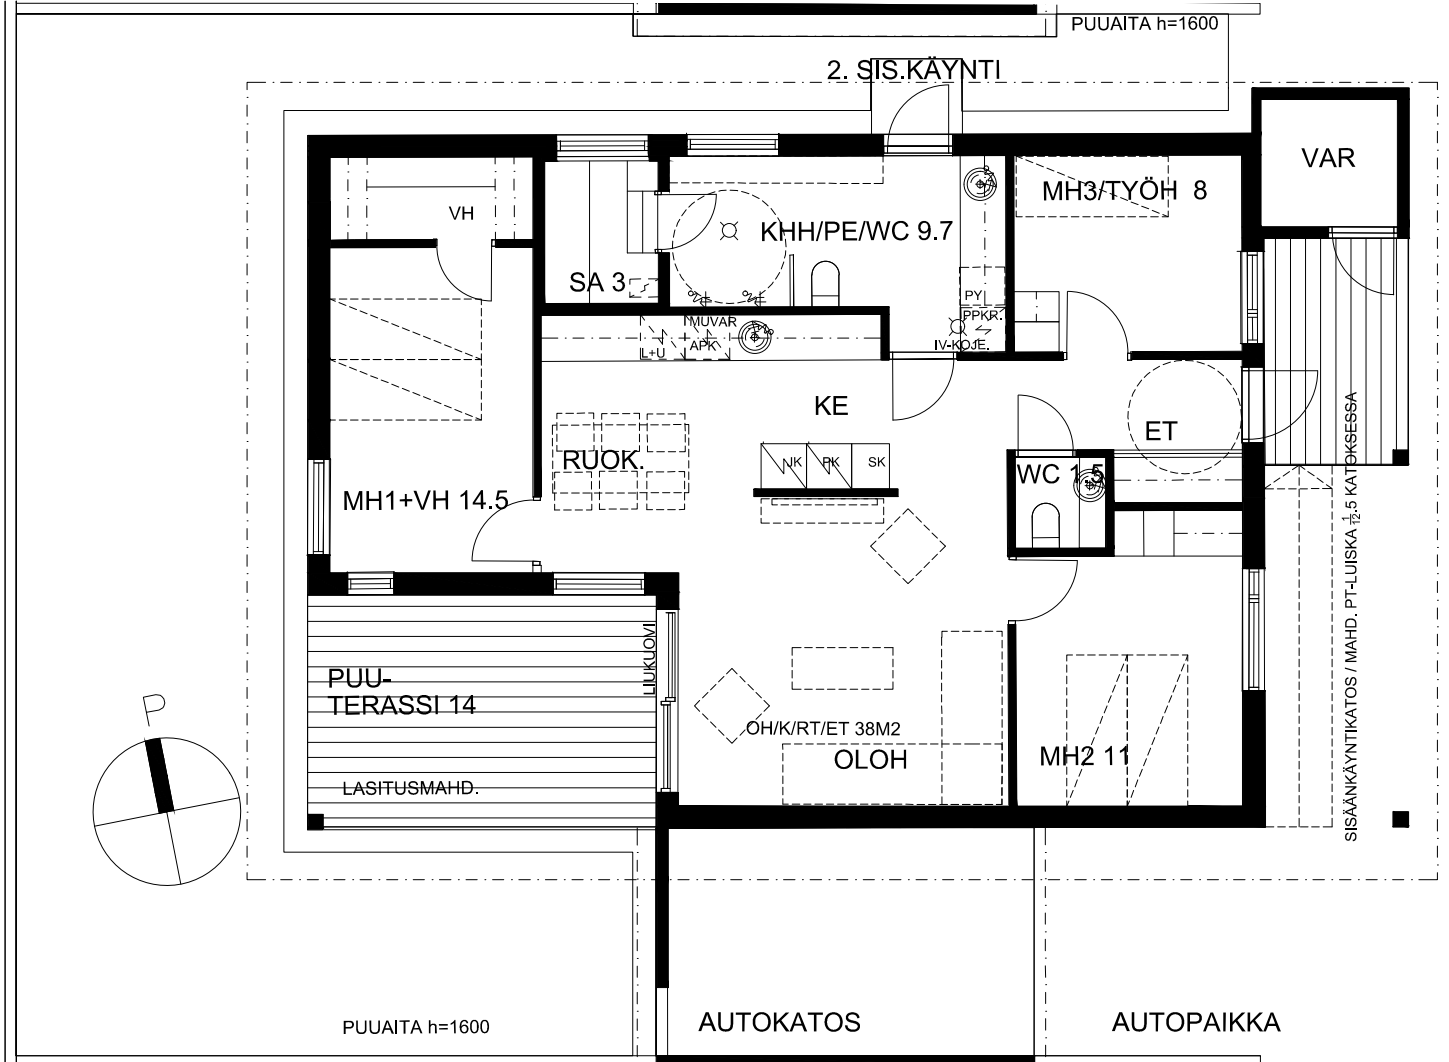 PUUAITA h=1600
2. SIS.KÄYNTI
VAR
MH3/TYÖH 8
VH
KHH/PE/WC 9.7
SA 3
PY
PPKR.
IV-KOJE.
MUVAR
L+U
APK
KE
ET
RUOK.
JK
PK
SK
WC 1.5
MH1+VH 14.5
SISÄÄNKÄYNTIKATOS / MAHD. PT-LUISKA 1/12.5 KATOKSESSA
LIUKUOVI
PUU-
TERASSI 14
P
OH/K/RT/ET 38M2
OLOH
MH2 11
LASITUSMAHD.
PUUAITA h=1600
AUTOKATOS
AUTOPAIKKA